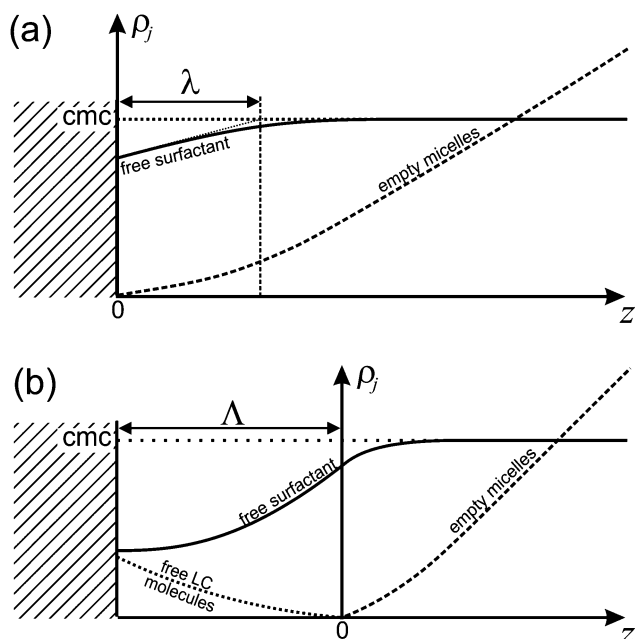 (a)
ρj
λ
cmc
free surfactant
empty micelles
0
z
(b)
ρj
Λ
cmc
free surfactant
empty micelles
free LC
molecules
0
z